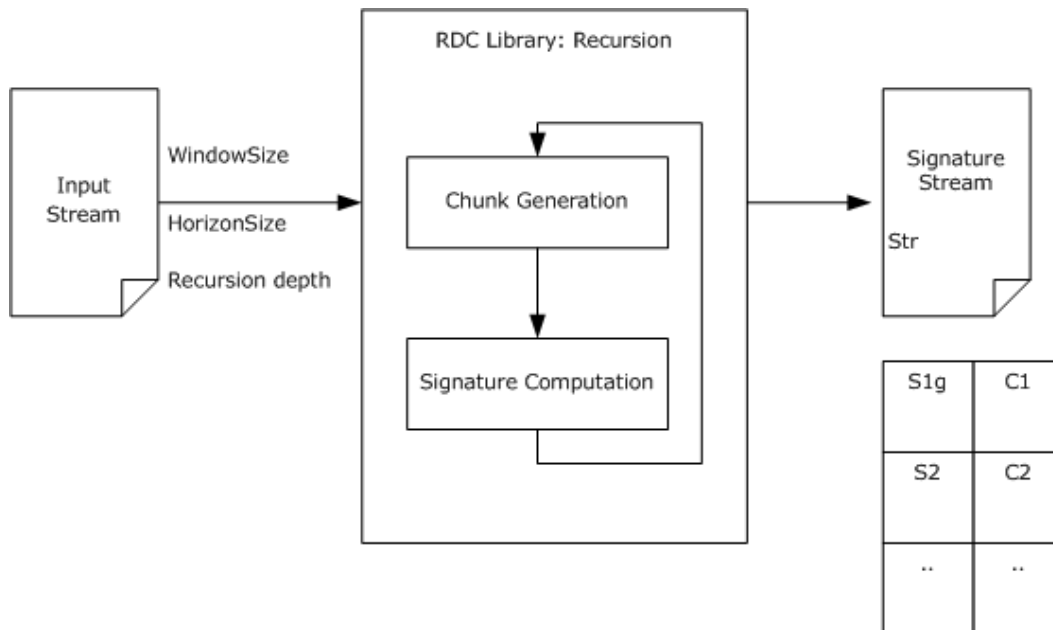 RDC Library: Recursion
Input
Stream
WindowSize
HorizonSize
Recursion depth
Chunk Generation
Signature Computation
Signature
Stream
Str
S1g C1
S2 C2
.. ..